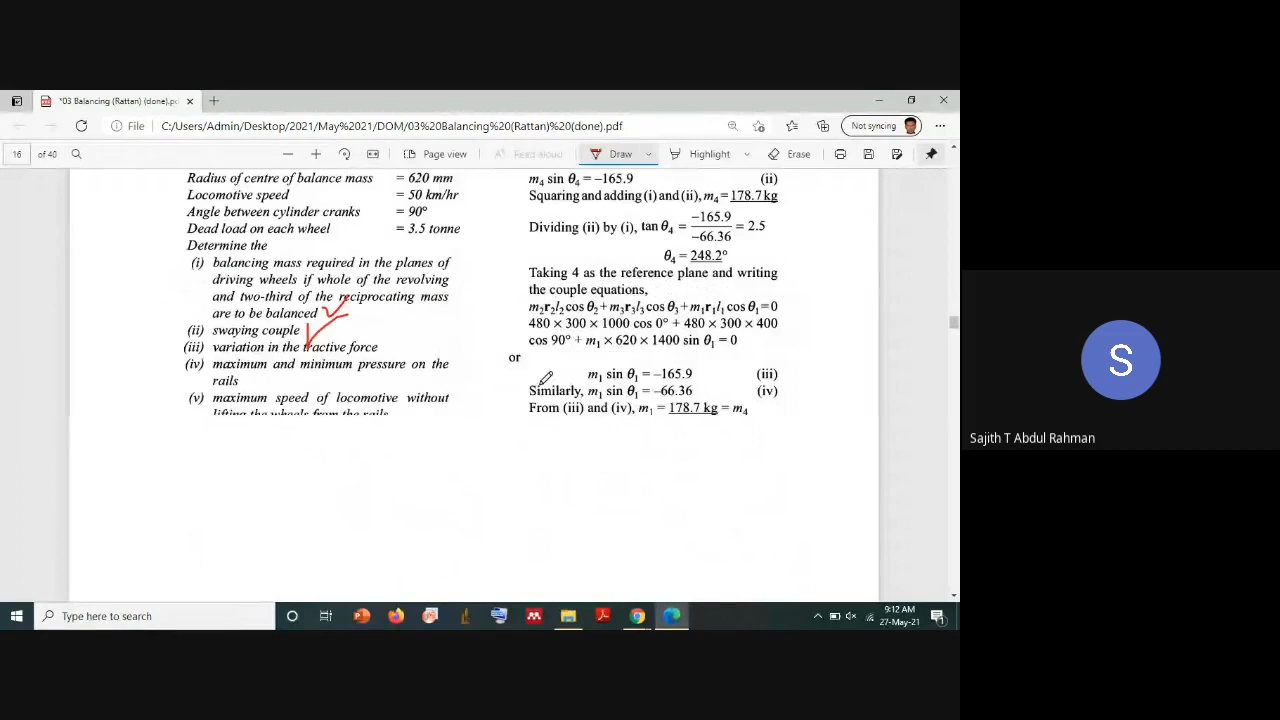 *03 Balancing (Rattan) (done).pdf
File
C:/Users/Admin/Desktop/2021/May%2021/DOM/03%20Balancing%20(Rattan)%20(done).pdf
Not syncing
16 of 40
Page view
Read aloud
Draw
Highlight
Erase
Radius of centre of balance mass = 620 mm
Locomotive speed = 50 km/hr
Angle between cylinder cranks = 90°
Dead load on each wheel = 3.5 tonne
Determine the
(i) balancing mass required in the planes of
driving wheels if whole of the revolving
and two-third of the reciprocating mass
are to be balanced
(ii) swaying couple
(iii) variation in the tractive force
(iv) maximum and minimum pressure on the
rails
(v) maximum speed of locomotive without
lifting the wheels from the rails
m₄ sin θ₄ = –165.9 (ii)
Squaring and adding (i) and (ii), m₄ = 178.7 kg
Dividing (ii) by (i), tan θ₄ = –165.9 / –66.36 = 2.5
θ₄ = 248.2°
Taking 4 as the reference plane and writing
the couple equations,
m₂r₂l₂ cos θ₂ + m₃r₃l₃ cos θ₃ + m₁r₁l₁ cos θ₁ = 0
480 × 300 × 1000 cos 0° + 480 × 300 × 400
cos 90° + m₁ × 620 × 1400 sin θ₁ = 0
or
m₁ sin θ₁ = –165.9 (iii)
Similarly, m₁ sin θ₁ = –66.36 (iv)
From (iii) and (iv), m₁ = 178.7 kg = m₄
S
Sajith T Abdul Rahman
Type here to search
9:12 AM
27-May-21
1